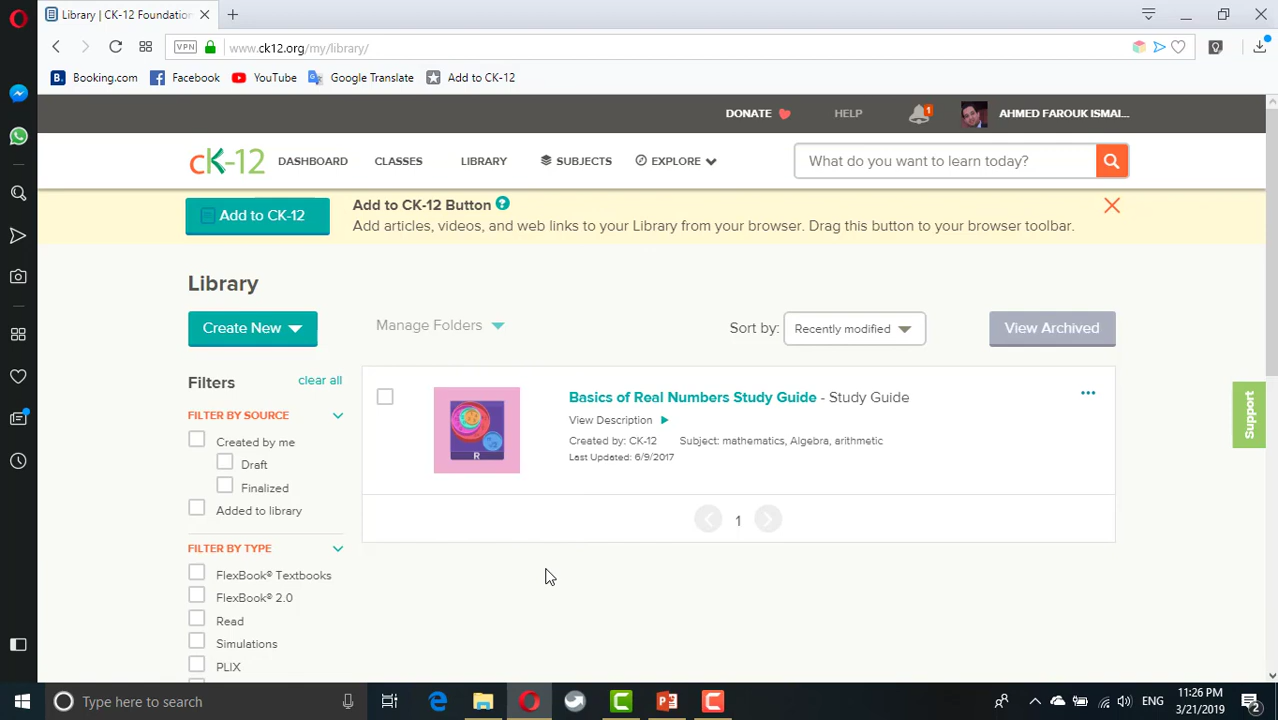 Library | CK-12 Foundation
VPN www.ck12.org/my/library/
B. Booking.com Facebook YouTube Google Translate Add to CK-12
DONATE HELP 1 AHMED FAROUK ISMAI...
cK-12 DASHBOARD CLASSES LIBRARY SUBJECTS EXPLORE What do you want to learn today?
Add to CK-12 Add to CK-12 Button ?
Add articles, videos, and web links to your Library from your browser. Drag this button to your browser toolbar.
Library
Create New Manage Folders Sort by: Recently modified View Archived
Filters clear all
Basics of Real Numbers Study Guide - Study Guide
FILTER BY SOURCE
View Description
Created by me
Created by: CK-12 Subject: mathematics, Algebra, arithmetic
R
Last Updated: 6/9/2017
Draft
Finalized
Added to library
1
FILTER BY TYPE
FlexBook® Textbooks
FlexBook® 2.0
Read
Simulations
PLIX
Support
Type here to search
ENG
11:26 PM
3/21/2019
2